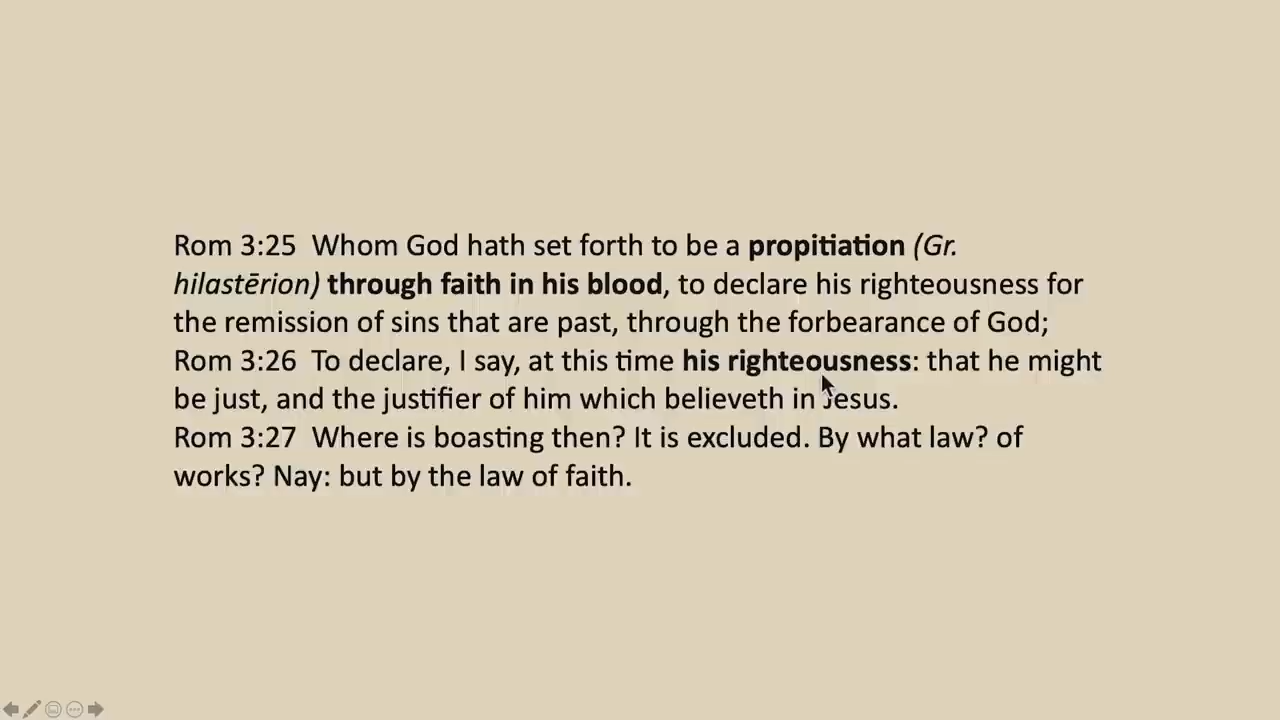 Rom 3:25  Whom God hath set forth to be a propitiation (Gr.
hilastērion) through faith in his blood, to declare his righteousness for
the remission of sins that are past, through the forbearance of God;
Rom 3:26  To declare, I say, at this time his righteousness: that he might
be just, and the justifier of him which believeth in Jesus.
Rom 3:27  Where is boasting then? It is excluded. By what law? of
works? Nay: but by the law of faith.